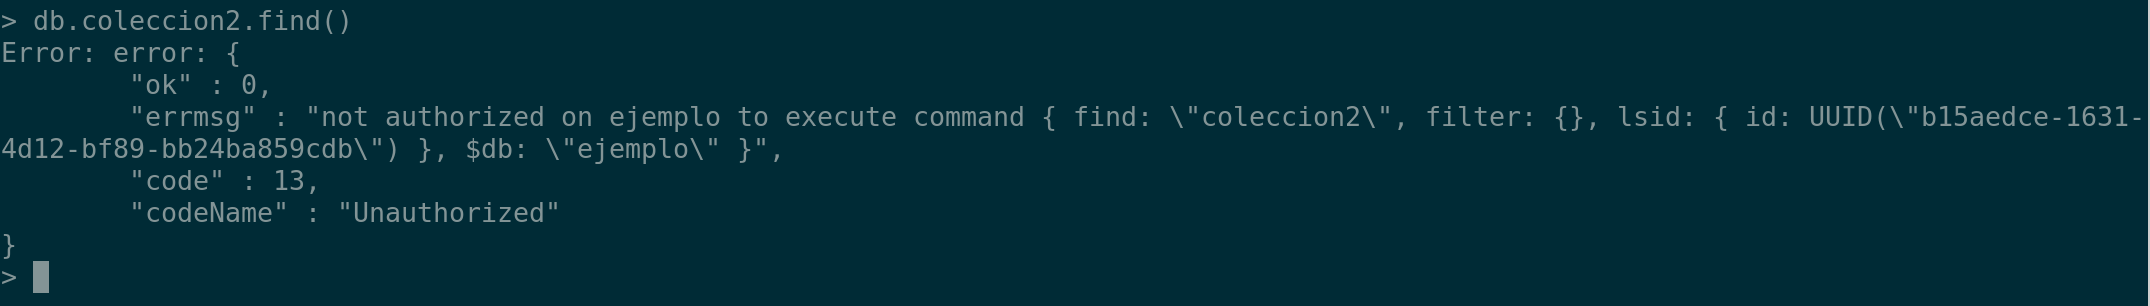 > db.coleccion2.find()
Error: error: {
        "ok" : 0,
        "errmsg" : "not authorized on ejemplo to execute command { find: \"coleccion2\", filter: {}, lsid: { id: UUID(\"b15aedce-1631-
4d12-bf89-bb24ba859cdb\") }, $db: \"ejemplo\" }",
        "code" : 13,
        "codeName" : "Unauthorized"
}
>